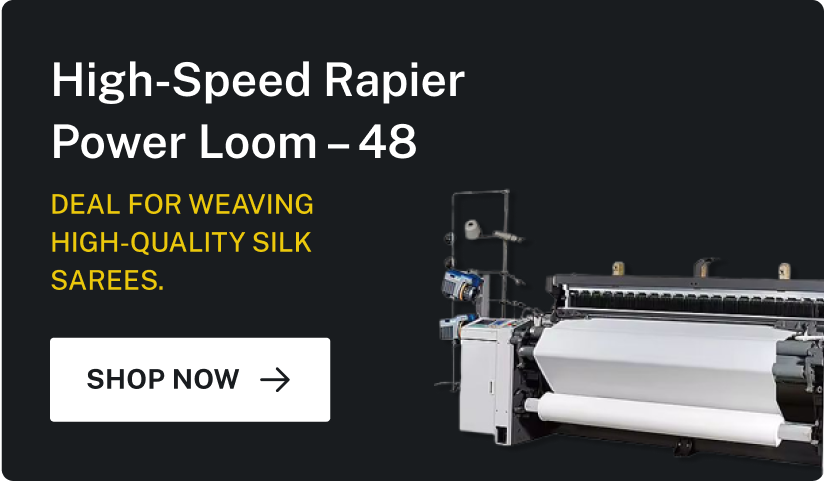 High-Speed Rapier
Power Loom – 48
DEAL FOR WEAVING
HIGH-QUALITY SILK
SAREES.
SHOP NOW